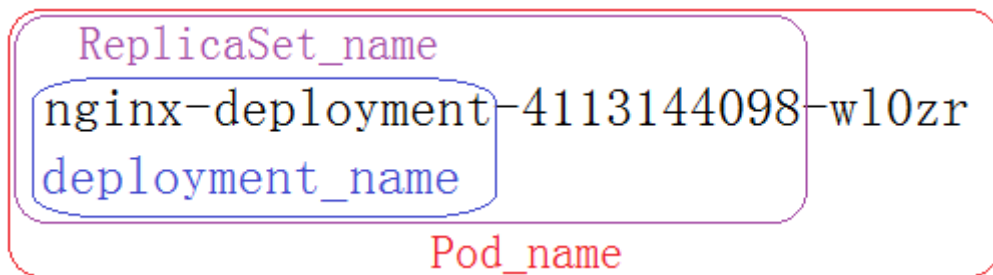 ReplicaSet_name
nginx-deployment-4113144098-wl0zr
deployment_name
Pod_name